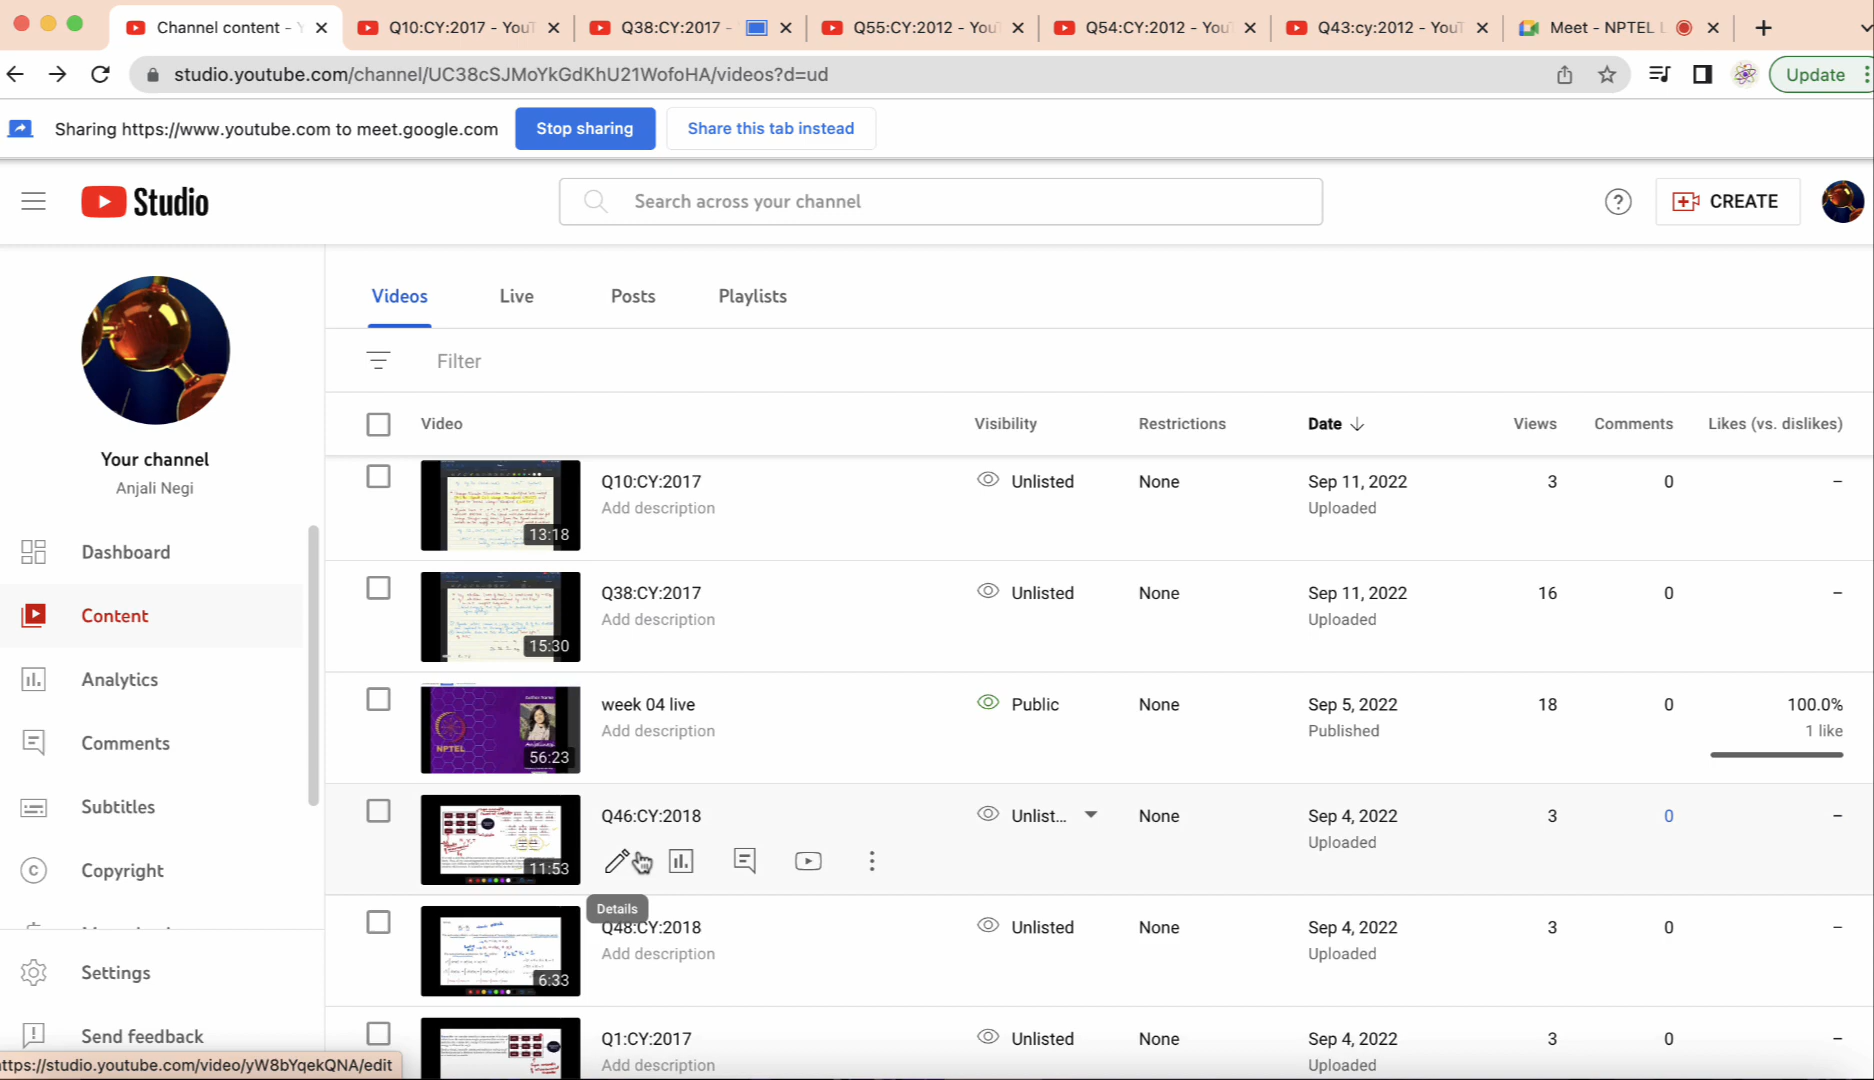 Channel content - Y
Q10:CY:2017 - YouT
Q38:CY:2017 -
Q55:CY:2012 - YouT
Q54:CY:2012 - YouT
Q43:cy:2012 - YouT
Meet - NPTEL L
studio.youtube.com/channel/UC38cSJMoYkGdKhU21WofoHA/videos?d=ud
Update
Sharing https://www.youtube.com to meet.google.com
Stop sharing
Share this tab instead
Studio
Search across your channel
CREATE
Your channel
Anjali Negi
Dashboard
Content
Analytics
Comments
Subtitles
Copyright
Settings
Send feedback
Videos Live Posts Playlists
Filter
Video Visibility Restrictions Date Views Comments Likes (vs. dislikes)
13:18
Q10:CY:2017 Unlisted None Sep 11, 2022 3 0 –
Add description Uploaded
15:30
Q38:CY:2017 Unlisted None Sep 11, 2022 16 0 –
Add description Uploaded
NPTEL
56:23
week 04 live Public None Sep 5, 2022 18 0 100.0%
Add description Published 1 like
11:53
Q46:CY:2018 Unlist... None Sep 4, 2022 3 0 –
Uploaded
Details
6:33
Q48:CY:2018 Unlisted None Sep 4, 2022 3 0 –
Add description Uploaded
Q1:CY:2017 Unlisted None Sep 4, 2022 3 0 –
Add description Uploaded
ttps://studio.youtube.com/video/yW8bYqekQNA/edit